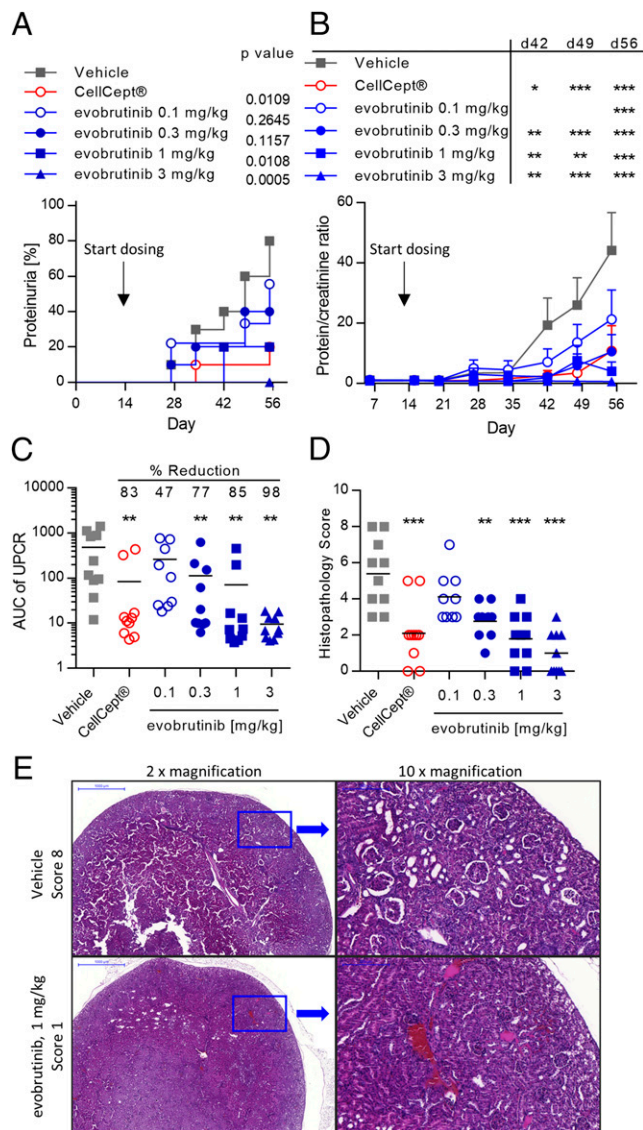 A
p value
Vehicle
CellCept®
0.0109
evobrutinib 0.1 mg/kg
0.2645
evobrutinib 0.3 mg/kg
0.1157
evobrutinib 1 mg/kg
0.0108
evobrutinib 3 mg/kg
0.0005
100
80
60
40
20
0
Proteinuria [%]
Start dosing
0 14 28 42 56
Day
B
d42 d49 d56
Vehicle
CellCept® * *** ***
evobrutinib 0.1 mg/kg ***
evobrutinib 0.3 mg/kg ** *** ***
evobrutinib 1 mg/kg ** ** ***
evobrutinib 3 mg/kg ** *** ***
60
40
20
0
Protein/creatinine ratio
Start dosing
7 14 21 28 35 42 49 56
Day
C
% Reduction
83 47 77 85 98
** ** ** **
10000
1000
100
10
1
AUC of UPCR
Vehicle
CellCept®
0.1 0.3 1 3
evobrutinib [mg/kg]
D
*** ** *** ***
10
8
6
4
2
0
Histopathology Score
Vehicle
CellCept®
0.1 0.3 1 3
evobrutinib [mg/kg]
E
2 x magnification
10 x magnification
Vehicle
Score 8
evobrutinib, 1 mg/kg
Score 1